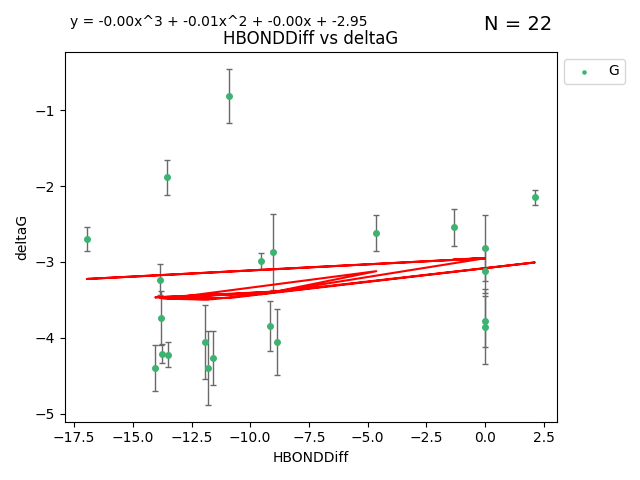 y = -0.00x^3 + -0.01x^2 + -0.00x + -2.95
N = 22
HBONDDiff vs deltaG
G
deltaG
−1
−2
−3
−4
−5
−17.5 −15.0 −12.5 −10.0 −7.5 −5.0 −2.5 0.0 2.5
HBONDDiff